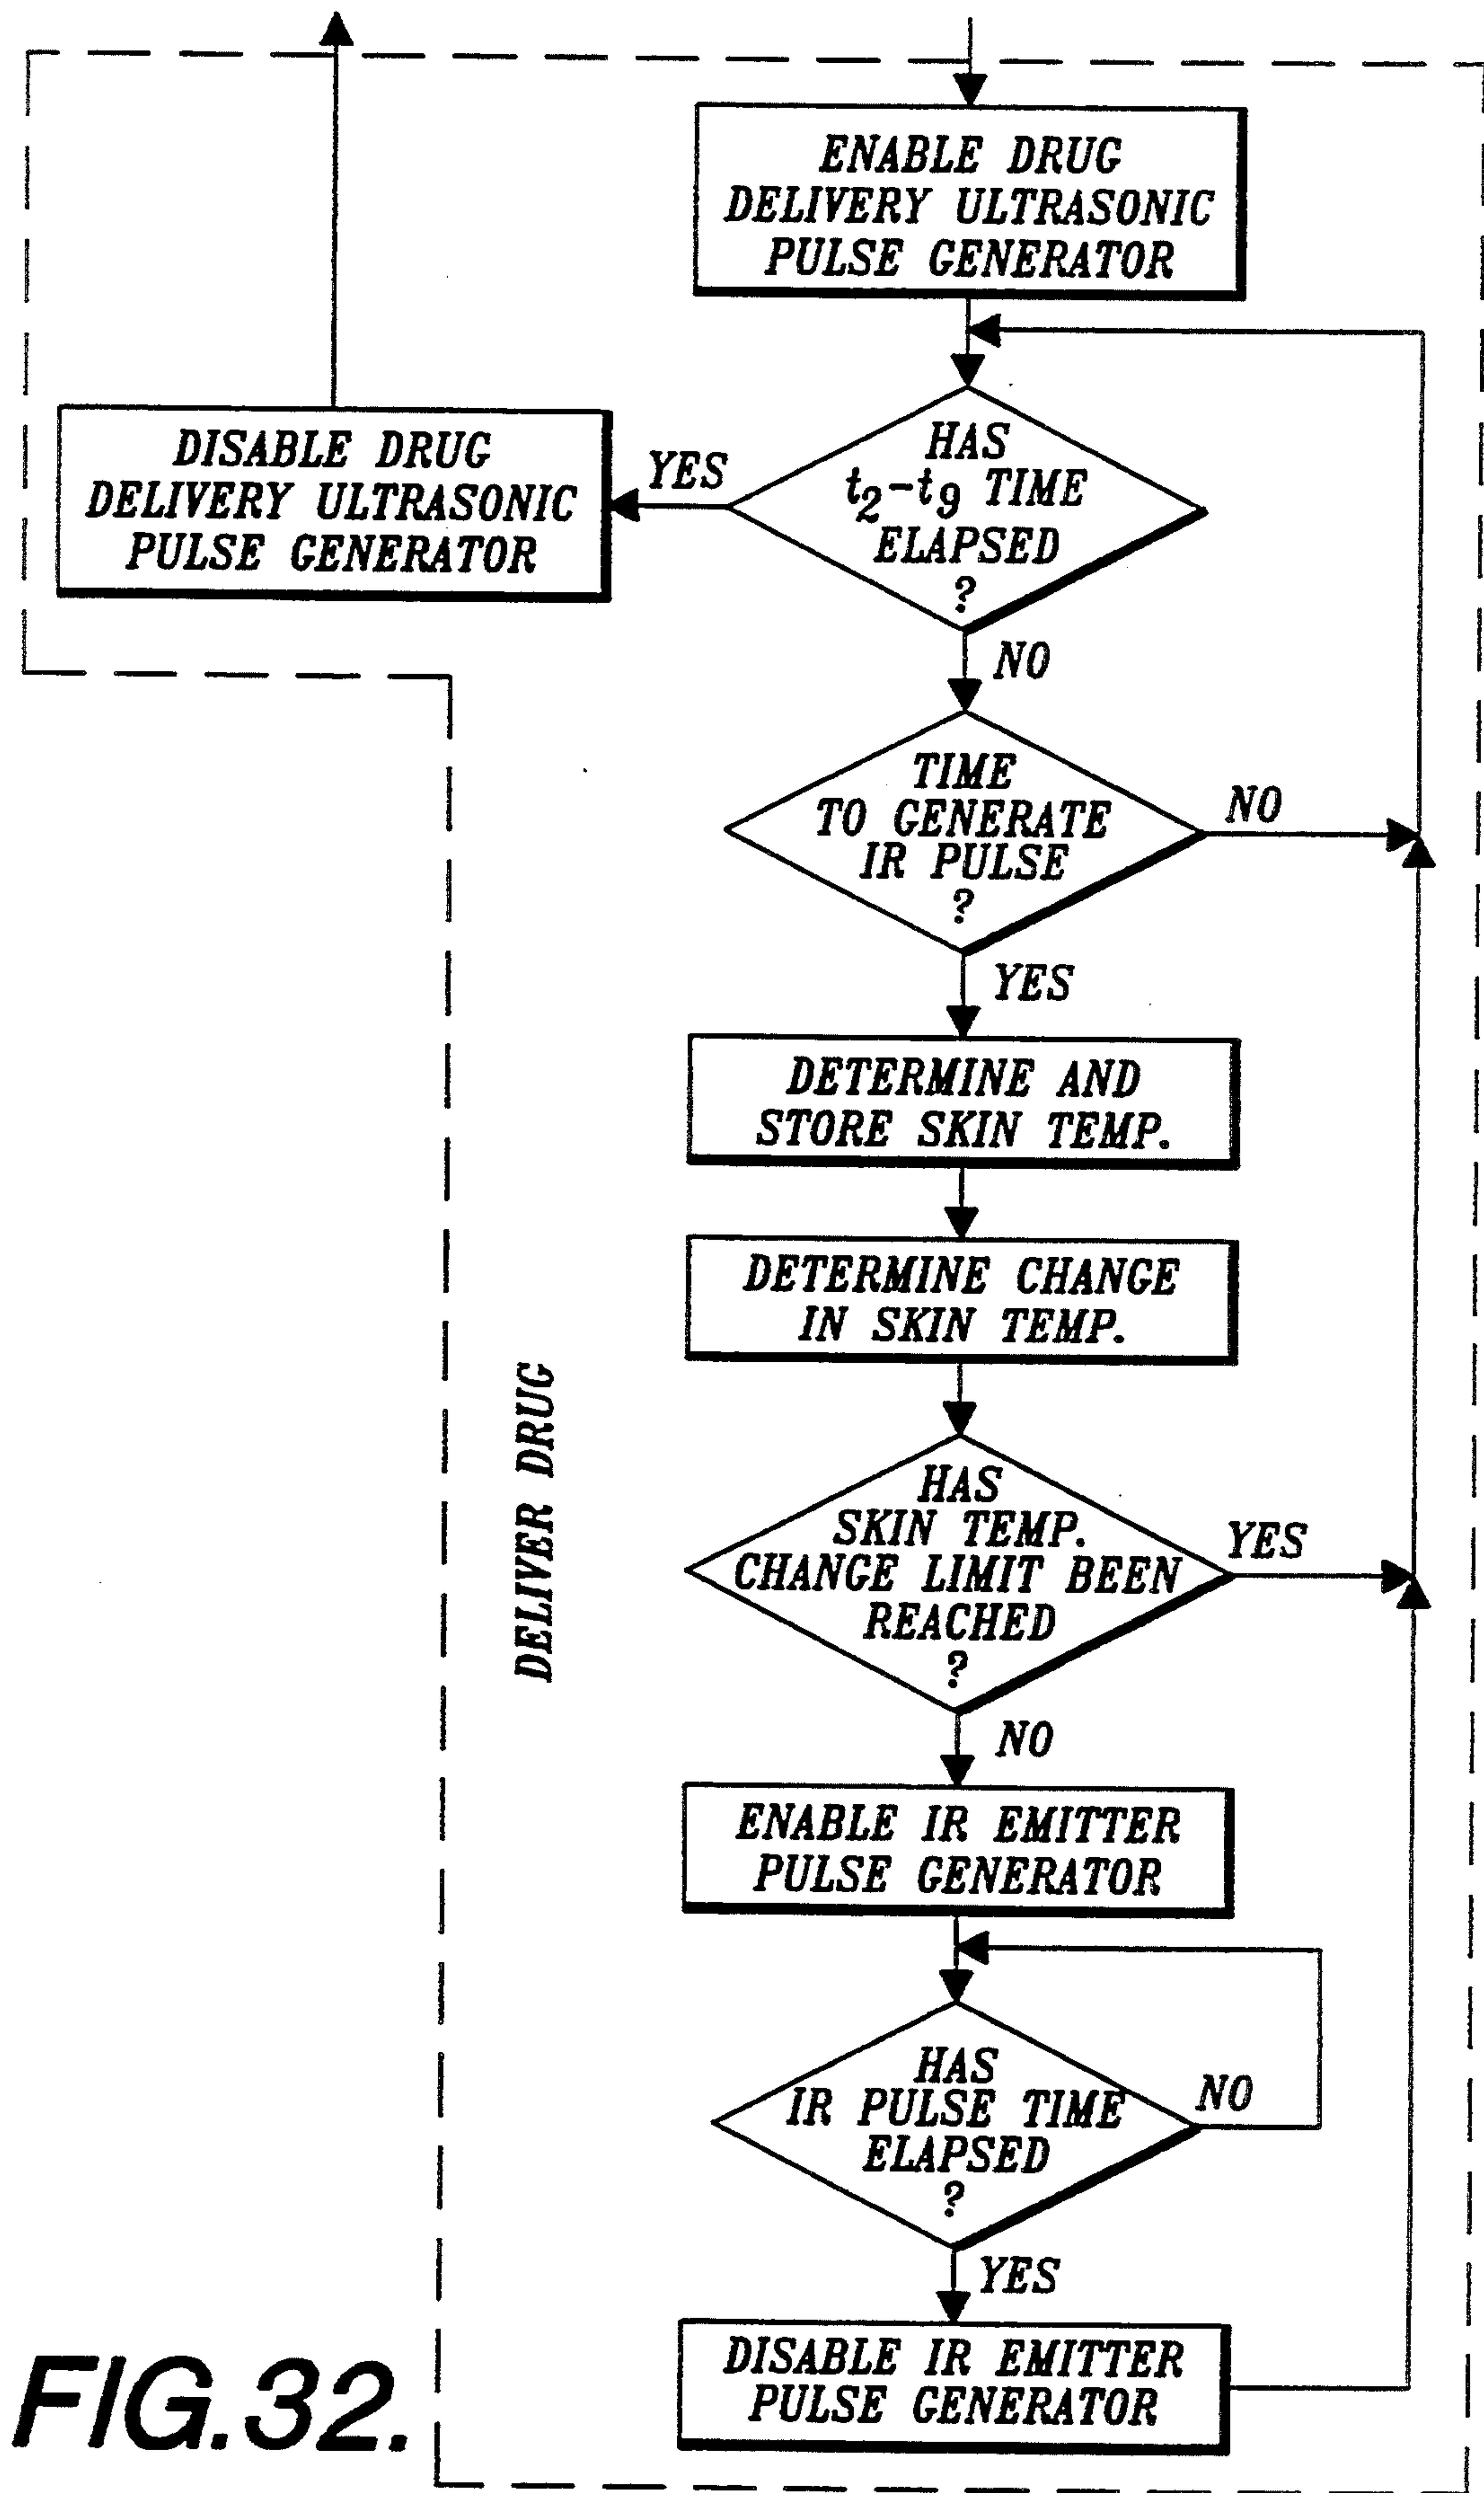 ENABLE DRUG
DELIVERY ULTRASONIC
PULSE GENERATOR
DISABLE DRUG
DELIVERY ULTRASONIC
PULSE GENERATOR
YES
HAS
t2-t9 TIME
ELAPSED
?
NO
TIME
TO GENERATE
IR PULSE
?
NO
YES
DETERMINE AND
STORE SKIN TEMP.
DETERMINE CHANGE
IN SKIN TEMP.
DELIVER DRUG
HAS
SKIN TEMP.
CHANGE LIMIT BEEN
REACHED
?
YES
NO
ENABLE IR EMITTER
PULSE GENERATOR
HAS
IR PULSE TIME
ELAPSED
?
NO
YES
DISABLE IR EMITTER
PULSE GENERATOR
FIG.32.